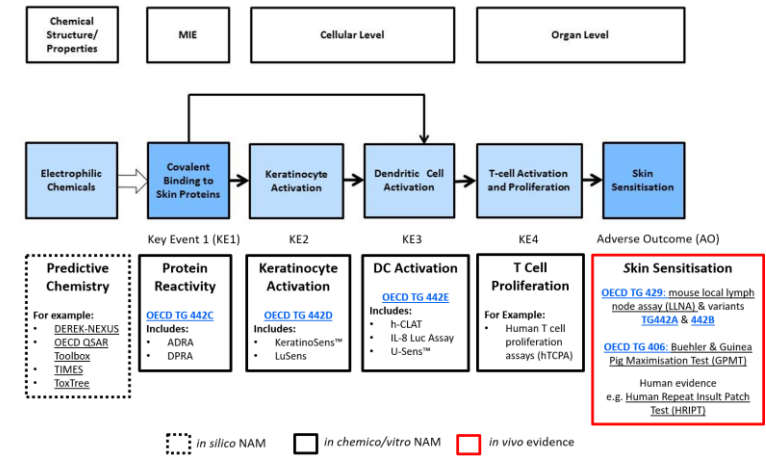 Chemical
Structure/
Properties
MIE
Cellular Level
Organ Level
Electrophilic
Chemicals
Covalent
Binding to
Skin Proteins
Keratinocyte
Activation
Dendritic Cell
Activation
T-cell Activation
and Proliferation
Skin
Sensitisation
Key Event 1 (KE1)
KE2
KE3
KE4
Adverse Outcome (AO)
Predictive
Chemistry
For example:
• DEREK-NEXUS
• OECD QSAR
Toolbox
• TIMES
• ToxTree
Protein
Reactivity
OECD TG 442C
Includes:
• ADRA
• DPRA
Keratinocyte
Activation
OECD TG 442D
Includes:
• KeratinoSens™
• LuSens
DC Activation
OECD TG 442E
Includes:
• h-CLAT
• IL-8 Luc Assay
• U-Sens™
T Cell
Proliferation
For Example:
• Human T cell
proliferation
assays (hTCPA)
Skin Sensitisation
OECD TG 429: mouse local lymph
node assay (LLNA) & variants
TG442A & 442B
OECD TG 406: Buehler & Guinea
Pig Maximisation Test (GPMT)
Human evidence
e.g. Human Repeat Insult Patch
Test (HRIPT)
in silico NAM
in chemico/vitro NAM
in vivo evidence